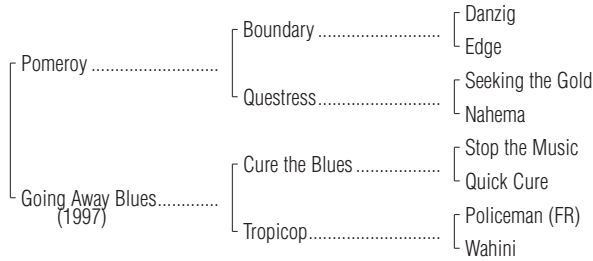 Danzig
Boundary ..........................
Edge
Pomeroy ...........................
Seeking the Gold
Questress..........................
Nahema
Stop the Music
Cure the Blues ..................
Quick Cure
Going Away Blues.............
(1997)
Policeman (FR)
Tropicop............................
Wahini